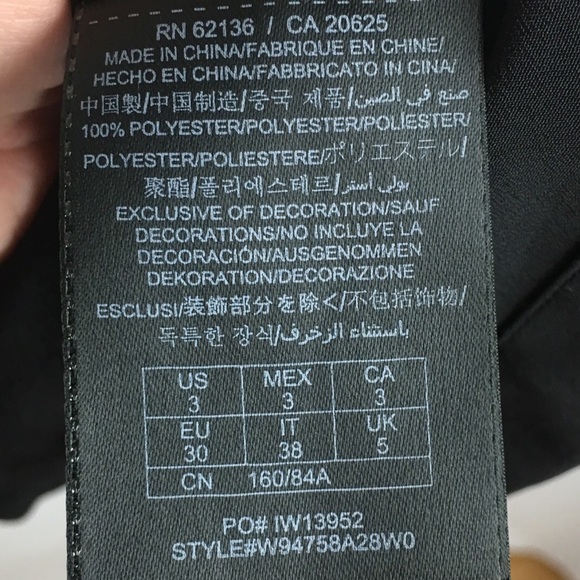 RN 62136 / CA 20625
MADE IN CHINA/FABRIQUE EN CHINE/
HECHO EN CHINA/FABBRICATO IN CINA/
中国製/中国制造/중국 제품/صنع في الصين/
100% POLYESTER/POLYESTER/POLIÉSTER/
POLYESTER/POLIESTERE/ポリエステル/
聚酯/폴리에스테르/بولي أستر/
EXCLUSIVE OF DECORATION/SAUF
DECORATIONS/NO INCLUYE LA
DECORACIÓN/AUSGENOMMEN
DEKORATION/DECORAZIONE
ESCLUSI/装飾部分を除く/不包括饰物/
독특한 장식/باستثناء الزخرف/
US MEX CA
3 3 3
EU IT UK
30 38 5
CN 160/84A
PO# IW13952
STYLE#W94758A28W0